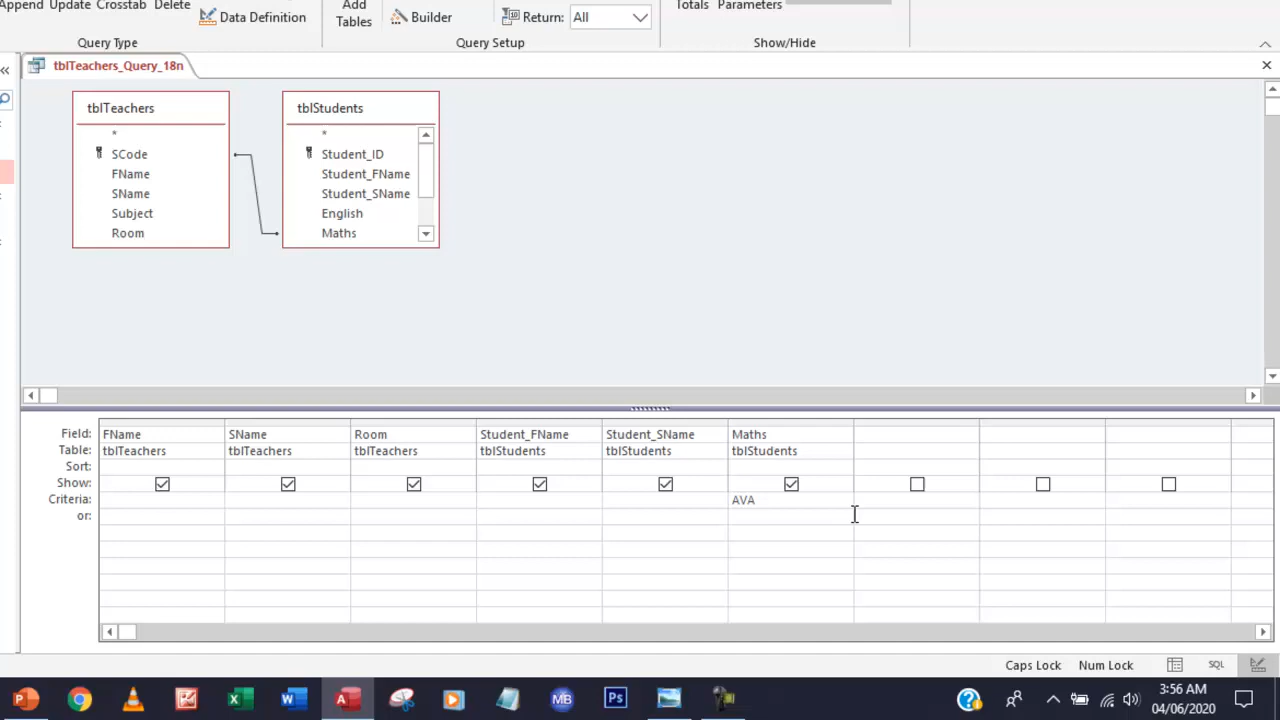 Append Update Crosstab Delete
Data Definition
Add
Tables
Builder
Return: All
Totals Parameters
Query Type
Query Setup
Show/Hide
tblTeachers_Query_18n
tblTeachers
*
SCode
FName
SName
Subject
Room
tblStudents
*
Student_ID
Student_FName
Student_SName
English
Maths
Field: FName SName Room Student_FName Student_SName Maths
Table: tblTeachers tblTeachers tblTeachers tblStudents tblStudents tblStudents
Sort:
Show:
Criteria: AVA
or:
Caps Lock Num Lock SQL
MB Ps
3:56 AM
04/06/2020